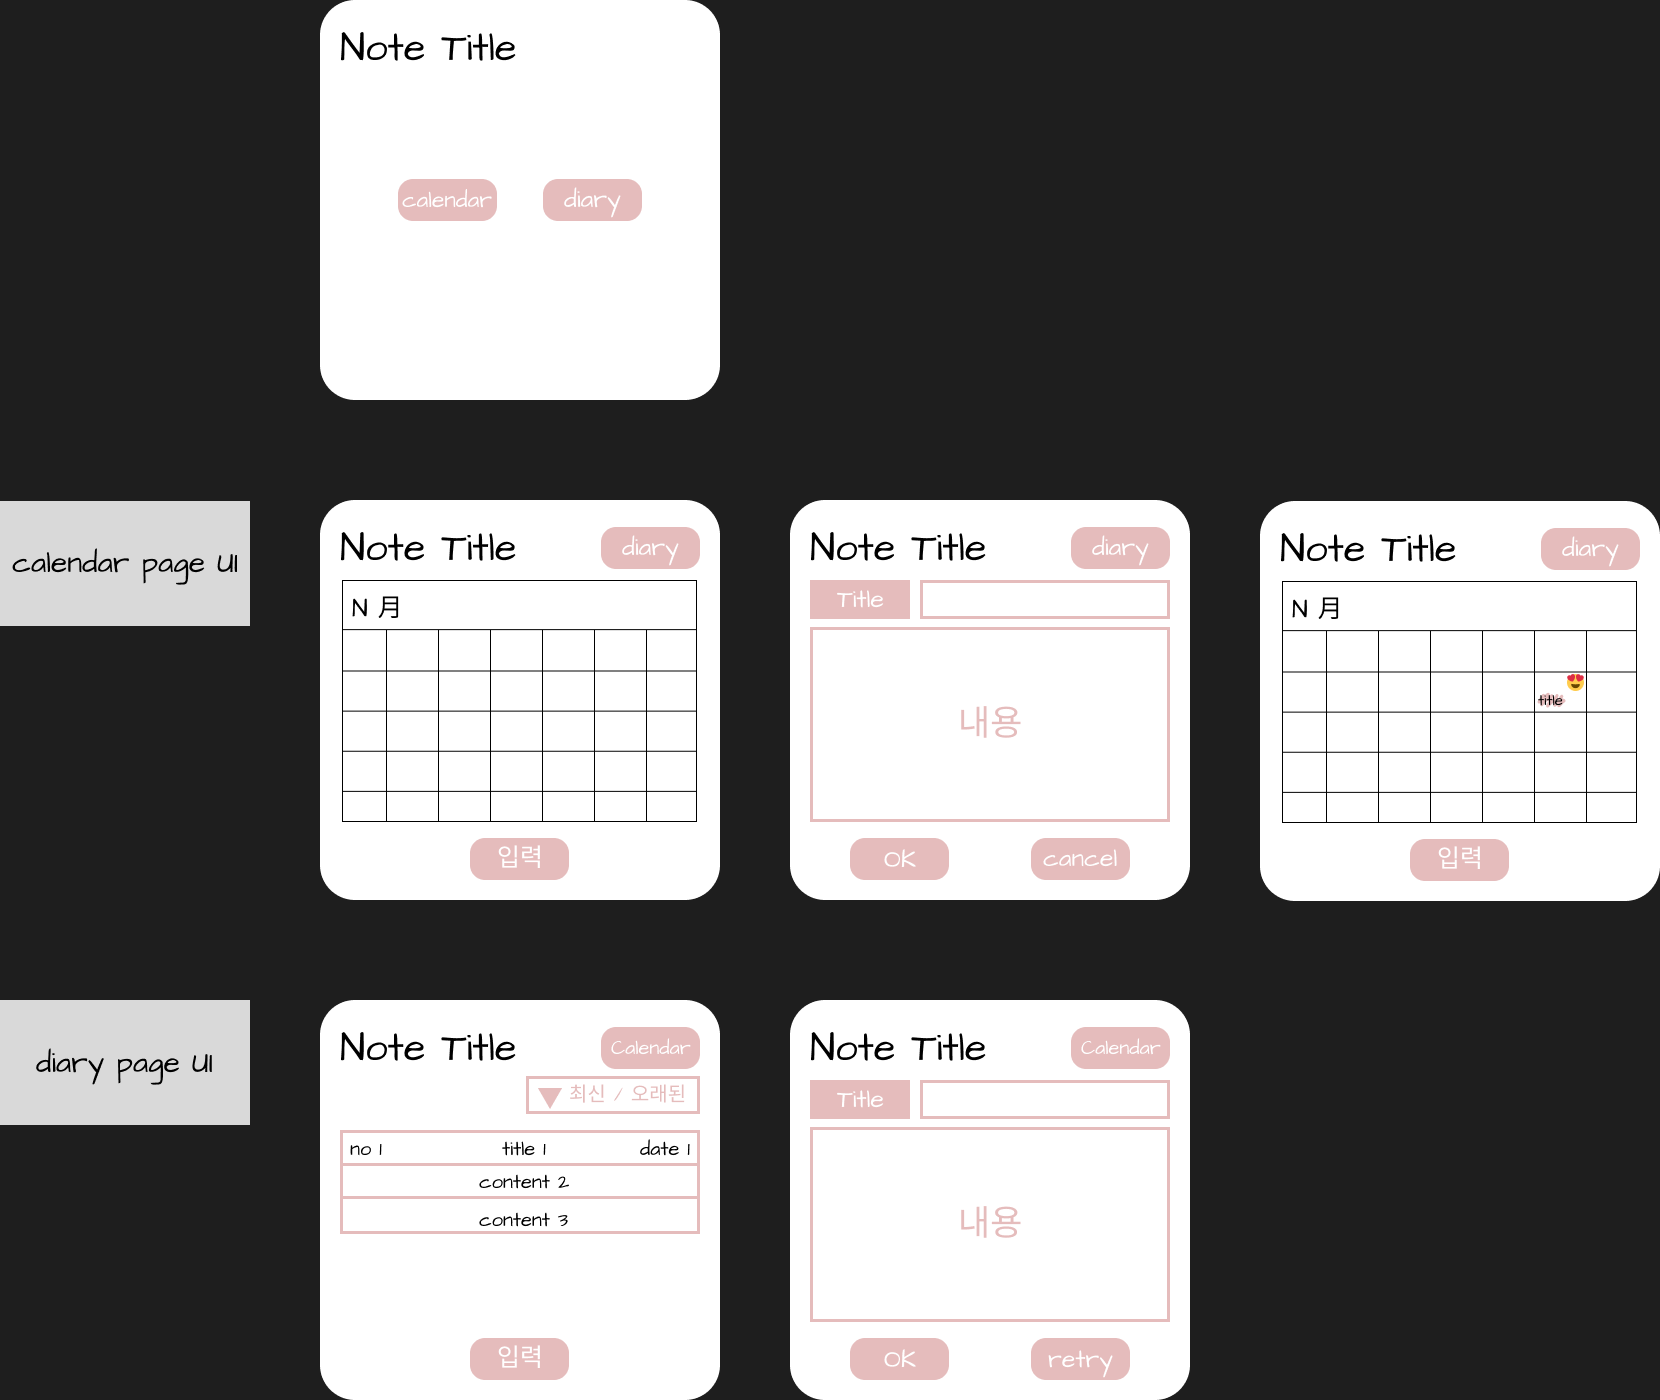 Note Title
calendar
diary
calendar page UI
Note Title
diary
N 月
입력
Note Title
diary
Title
내용
OK
cancel
Note Title
diary
N 月
title
입력
diary page UI
Note Title
Calendar
최신 / 오래된
no 1 title 1 date 1
content 2
content 3
입력
Note Title
Calendar
Title
내용
OK
retry